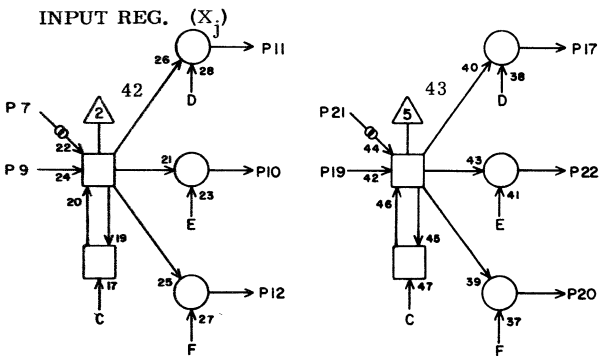 INPUT REG. (Xj)
26
28
P11
42
D
P7
2
22
P9
24
21
P10
20
19
23
E
17
25
27
P12
C
F
40
38
P17
43
D
P21
5
44
P19
42
43
P22
46
45
41
E
47
39
37
P20
C
F